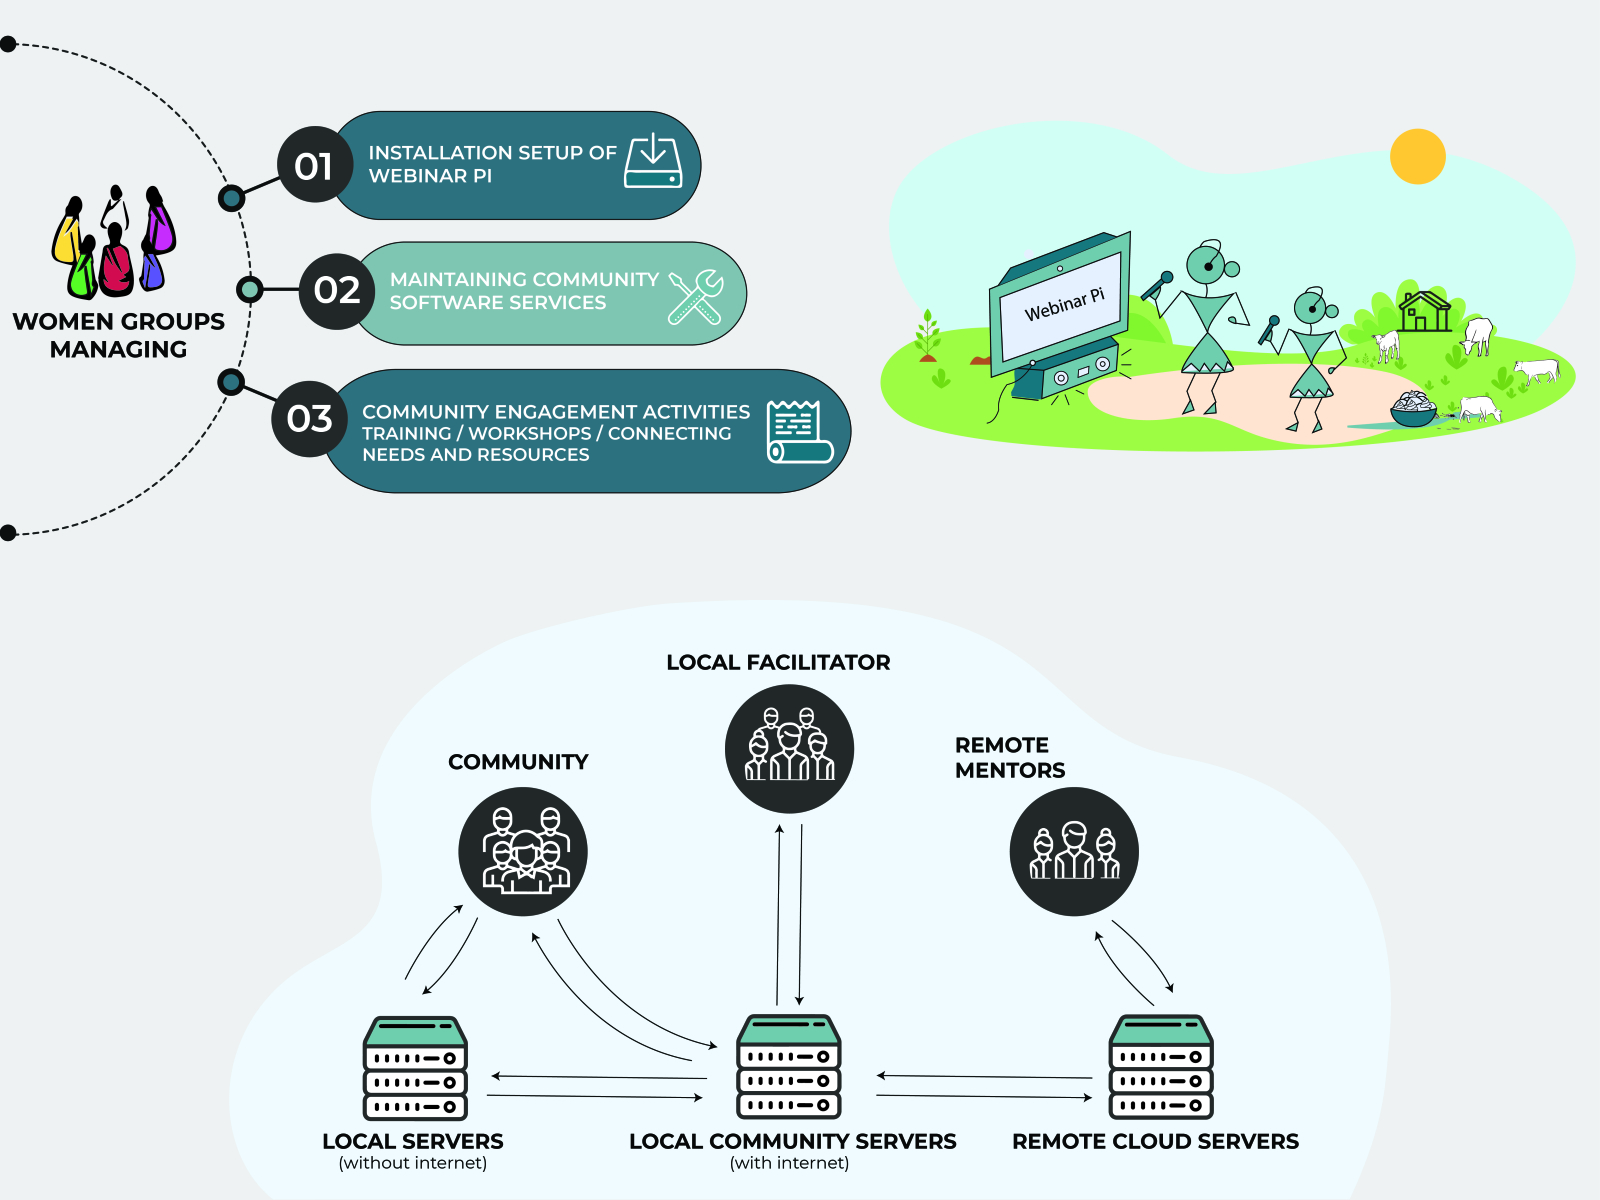 WOMEN GROUPS
MANAGING
01
INSTALLATION SETUP OF
WEBINAR PI
02
MAINTAINING COMMUNITY
SOFTWARE SERVICES
03
COMMUNITY ENGAGEMENT ACTIVITIES
TRAINING / WORKSHOPS / CONNECTING
NEEDS AND RESOURCES
Webinar Pi
LOCAL FACILITATOR
COMMUNITY
REMOTE
MENTORS
LOCAL SERVERS
(without internet)
LOCAL COMMUNITY SERVERS
(with internet)
REMOTE CLOUD SERVERS